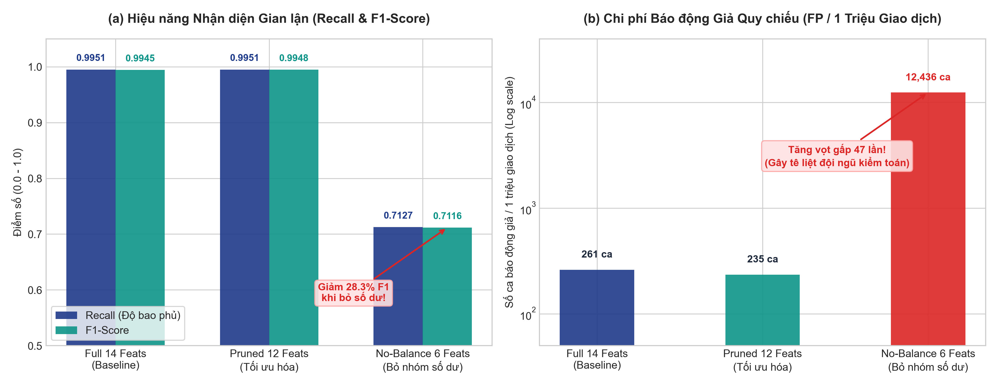 (a) Hiệu năng Nhận diện Gian lận (Recall & F1-Score)
Điểm số (0.0 - 1.0)
1.0
0.9
0.8
0.7
0.6
0.5
0.9951
0.9945
0.9951
0.9948
0.7127
0.7116
Giảm 28.3% F1
khi bỏ số dư!
Recall (Độ bao phủ)
F1-Score
Full 14 Feats
(Baseline)
Pruned 12 Feats
(Tối ưu hóa)
No-Balance 6 Feats
(Bỏ nhóm số dư)
(b) Chi phí Báo động Giả Quy chiếu (FP / 1 Triệu Giao dịch)
Số ca báo động giả / 1 triệu giao dịch (Log scale)
10⁴
10³
10²
261 ca
235 ca
12,436 ca
Tăng vọt gấp 47 lần!
(Gây tê liệt đội ngũ kiểm toán)
Full 14 Feats
(Baseline)
Pruned 12 Feats
(Tối ưu hóa)
No-Balance 6 Feats
(Bỏ nhóm số dư)